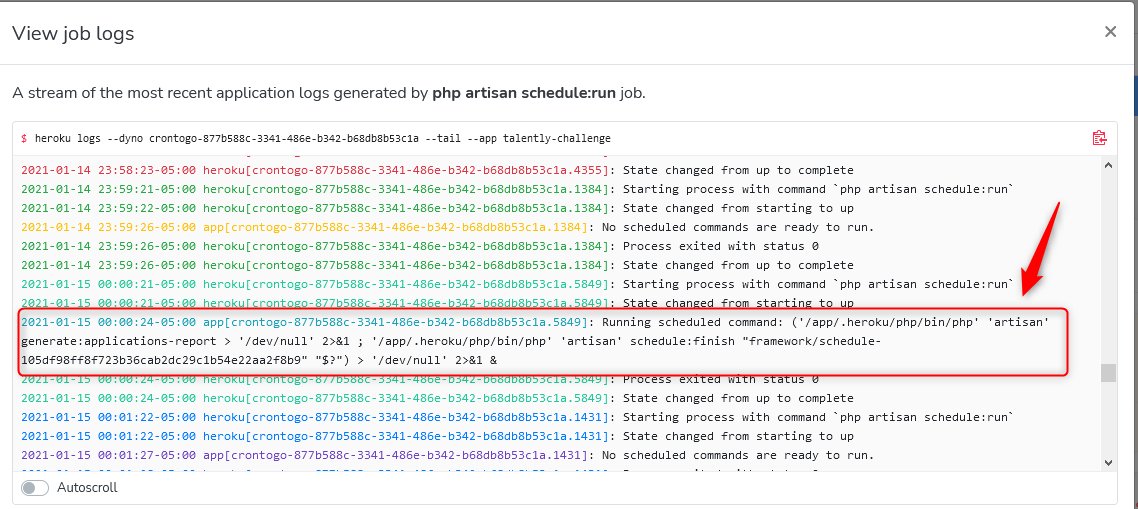 View job logs
A stream of the most recent application logs generated by php artisan schedule:run job.
$ heroku logs --dyno crontogo-877b588c-3341-486e-b342-b68db8b53c1a --tail --app talently-challenge
2021-01-14 23:58:23-05:00 heroku[crontogo-877b588c-3341-486e-b342-b68db8b53c1a.4355]: State changed from up to complete
2021-01-14 23:59:21-05:00 heroku[crontogo-877b588c-3341-486e-b342-b68db8b53c1a.1384]: Starting process with command `php artisan schedule:run`
2021-01-14 23:59:22-05:00 heroku[crontogo-877b588c-3341-486e-b342-b68db8b53c1a.1384]: State changed from starting to up
2021-01-14 23:59:26-05:00 app[crontogo-877b588c-3341-486e-b342-b68db8b53c1a.1384]: No scheduled commands are ready to run.
2021-01-14 23:59:26-05:00 heroku[crontogo-877b588c-3341-486e-b342-b68db8b53c1a.1384]: Process exited with status 0
2021-01-14 23:59:26-05:00 heroku[crontogo-877b588c-3341-486e-b342-b68db8b53c1a.1384]: State changed from up to complete
2021-01-15 00:00:21-05:00 heroku[crontogo-877b588c-3341-486e-b342-b68db8b53c1a.5849]: Starting process with command `php artisan schedule:run`
2021-01-15 00:00:21-05:00 heroku[crontogo-877b588c-3341-486e-b342-b68db8b53c1a.5849]: State changed from starting to up
2021-01-15 00:00:24-05:00 app[crontogo-877b588c-3341-486e-b342-b68db8b53c1a.5849]: Running scheduled command: ('/app/.heroku/php/bin/php' 'artisan'
generate:applications-report > '/dev/null' 2>&1 ; '/app/.heroku/php/bin/php' 'artisan' schedule:finish "framework/schedule-
105df98ff8f723b36cab2dc29c1b54e22aa2f8b9" "$?") > '/dev/null' 2>&1 &
2021-01-15 00:00:24-05:00 heroku[crontogo-877b588c-3341-486e-b342-b68db8b53c1a.5849]: Process exited with status 0
2021-01-15 00:00:24-05:00 heroku[crontogo-877b588c-3341-486e-b342-b68db8b53c1a.5849]: State changed from up to complete
2021-01-15 00:01:22-05:00 heroku[crontogo-877b588c-3341-486e-b342-b68db8b53c1a.1431]: Starting process with command `php artisan schedule:run`
2021-01-15 00:01:22-05:00 heroku[crontogo-877b588c-3341-486e-b342-b68db8b53c1a.1431]: State changed from starting to up
2021-01-15 00:01:27-05:00 app[crontogo-877b588c-3341-486e-b342-b68db8b53c1a.1431]: No scheduled commands are ready to run.
Autoscroll